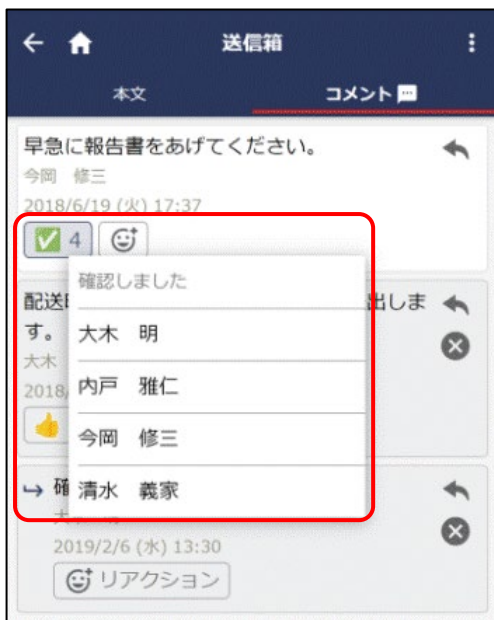 送信箱
本文 コメント
早急に報告書をあげてください。
今岡 修三
2018/6/19 (火) 17:37
4
確認しました
配送 出しま
す。 大木 明
大木
内戸 雅仁
2018/
今岡 修三
確
清水 義家
2019/2/6 (水) 13:30
リアクション